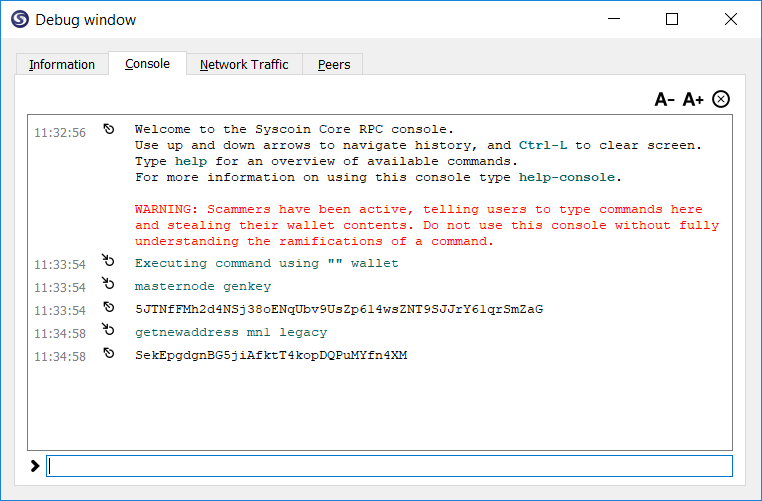 Debug window
Information Console Network Traffic Peers
A- A+
11:32:56 Welcome to the Syscoin Core RPC console.
Use up and down arrows to navigate history, and Ctrl-L to clear screen.
Type help for an overview of available commands.
For more information on using this console type help-console.
WARNING: Scammers have been active, telling users to type commands here
and stealing their wallet contents. Do not use this console without fully
understanding the ramifications of a command.
11:33:54 Executing command using "" wallet
11:33:54 masternode genkey
11:33:54 5JTNfFMh2d4NSj38oENqUbv9UsZp614wsZNT9SJJrY61qrSmZaG
11:34:58 getnewaddress mn1 legacy
11:34:58 SekEpgdgnBG5jiAfktT4kopDQPuMYfn4XM